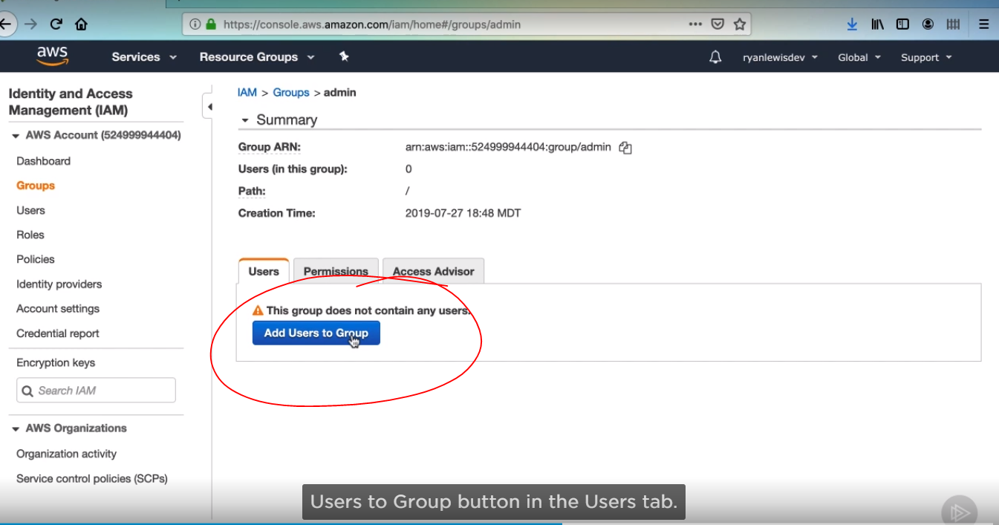 https://console.aws.amazon.com/iam/home#/groups/admin
aws
Services
Resource Groups
ryanlewisdev
Global
Support
Identity and Access
Management (IAM)
AWS Account (524999944404)
Dashboard
Groups
Users
Roles
Policies
Identity providers
Account settings
Credential report
Encryption keys
Search IAM
AWS Organizations
Organization activity
Service control policies (SCPs)
IAM > Groups > admin
Summary
Group ARN: arn:aws:iam::524999944404:group/admin
Users (in this group): 0
Path: /
Creation Time: 2019-07-27 18:48 MDT
Users Permissions Access Advisor
This group does not contain any users.
Add Users to Group
Users to Group button in the Users tab.